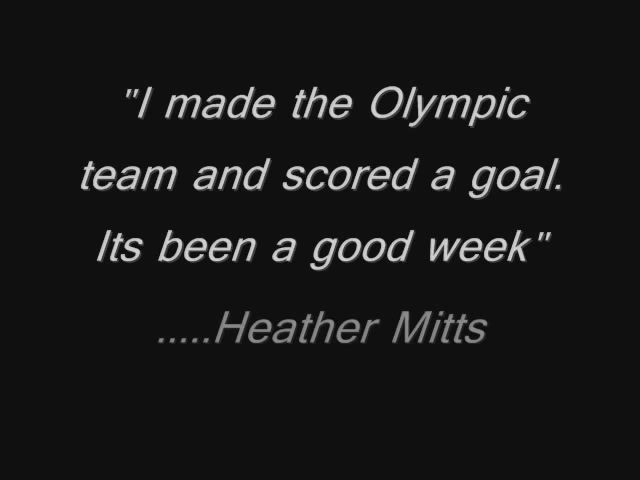 "I made the Olympic
team and scored a goal.
Its been a good week"
.....Heather Mitts